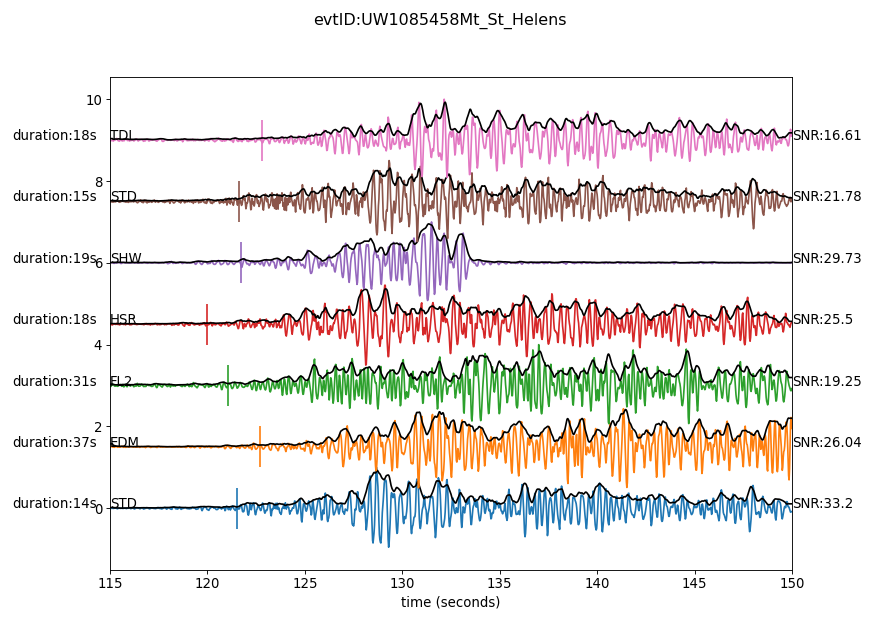 evtID:UW1085458Mt_St_Helens
10
duration:18s TDL SNR:16.61
8
duration:15s STD SNR:21.78
duration:19s SHW SNR:29.73
6
duration:18s HSR SNR:25.5
4
duration:31s EL2 SNR:19.25
2
duration:37s EDM SNR:26.04
duration:14s STD SNR:33.2
0
115 120 125 130 135 140 145 150
time (seconds)